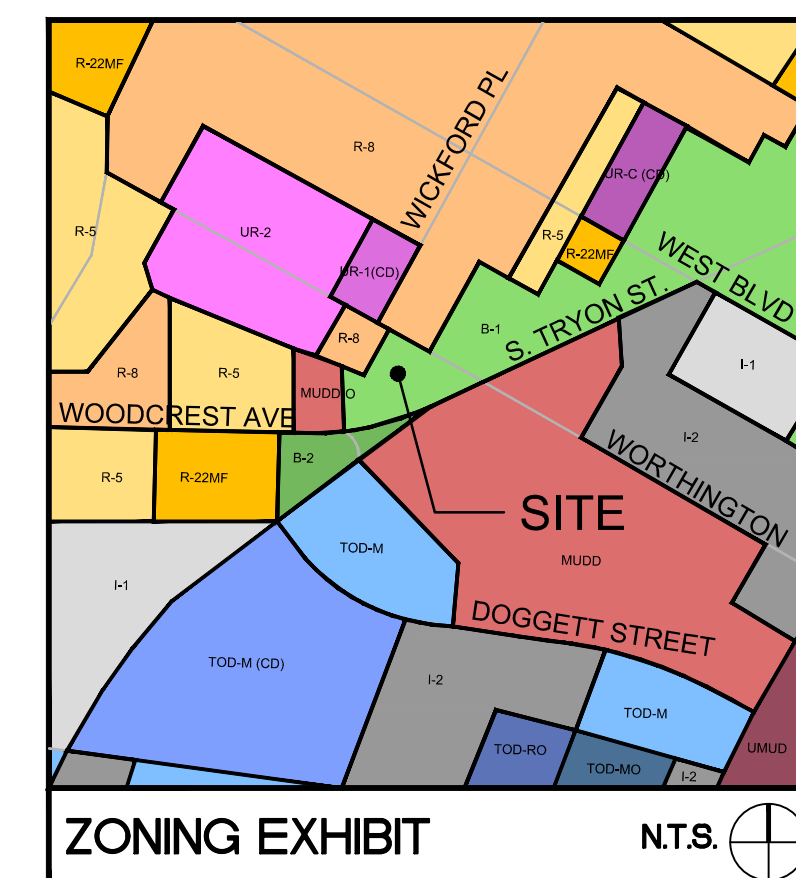 R-22MF
WICKFORD PL
R-8
UR-C (CD)
R-5
UR-2
R-5
WEST BLVD
R-22MF
UR-1(CD)
S. TRYON ST.
B-1
R-8
I-1
R-8
R-5
MUDD O
WOODCREST AVE
I-2
WORTHINGTON
B-2
R-5
R-22MF
SITE
TOD-M
MUDD
I-1
DOGGETT STREET
TOD-M (CD)
I-2
TOD-M
TOD-RO
UMUD
TOD-MO
I-2
ZONING EXHIBIT
N.T.S.